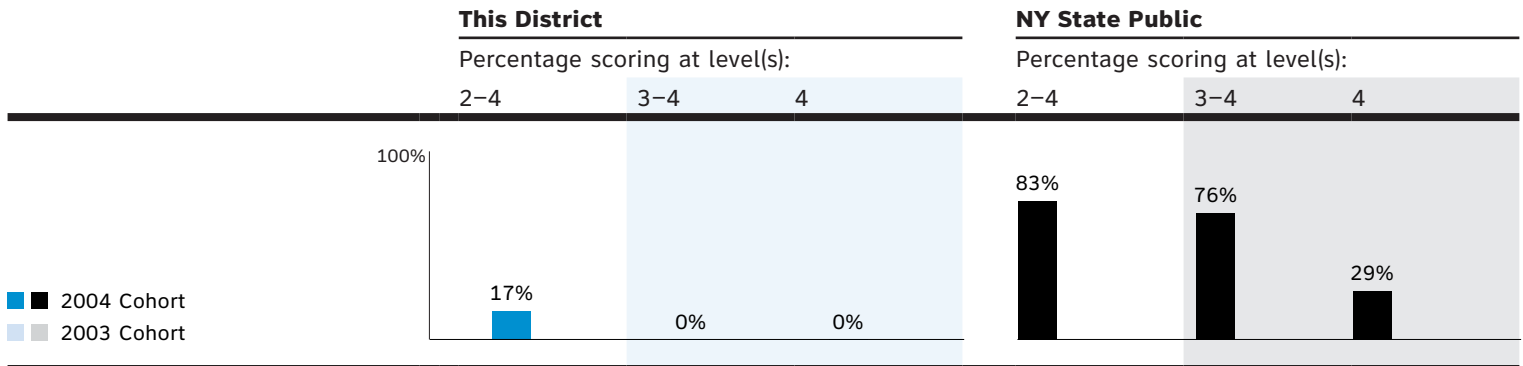 This District NY State Public
Percentage scoring at level(s): Percentage scoring at level(s):
2–4 3–4 4 2–4 3–4 4
100%
83%
76%
29%
17%
0% 0%
2004 Cohort
2003 Cohort